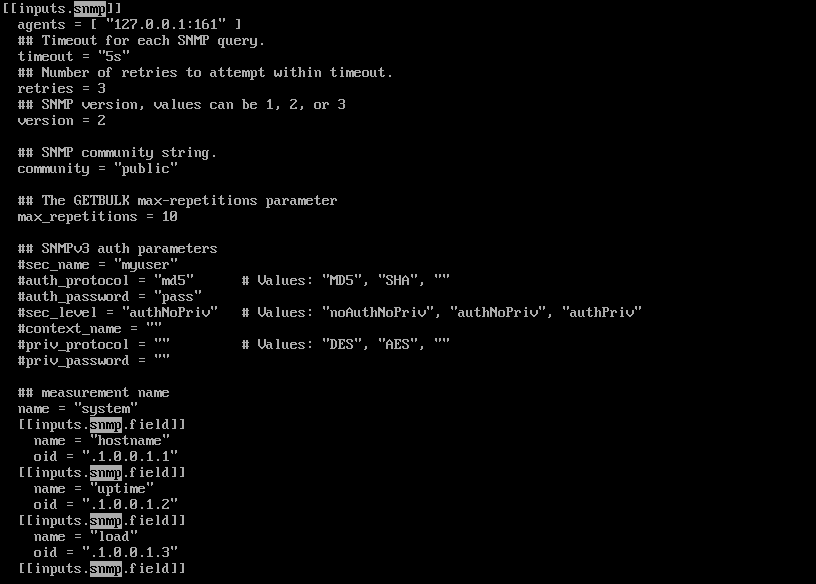 [[inputs.snmp]]
agents = [ "127.0.0.1:161" ]
## Timeout for each SNMP query.
timeout = "5s"
## Number of retries to attempt within timeout.
retries = 3
## SNMP version, values can be 1, 2, or 3
version = 2
## SNMP community string.
community = "public"
## The GETBULK max-repetitions parameter
max_repetitions = 10
## SNMPv3 auth parameters
#sec_name = "myuser"
#auth_protocol = "md5"      # Values: "MD5", "SHA", ""
#auth_password = "pass"
#sec_level = "authNoPriv"   # Values: "noAuthNoPriv", "authNoPriv", "authPriv"
#context_name = ""
#priv_protocol = ""         # Values: "DES", "AES", ""
#priv_password = ""
## measurement name
name = "system"
[[inputs.snmp.field]]
name = "hostname"
oid = ".1.0.0.1.1"
[[inputs.snmp.field]]
name = "uptime"
oid = ".1.0.0.1.2"
[[inputs.snmp.field]]
name = "load"
oid = ".1.0.0.1.3"
[[inputs.snmp.field]]